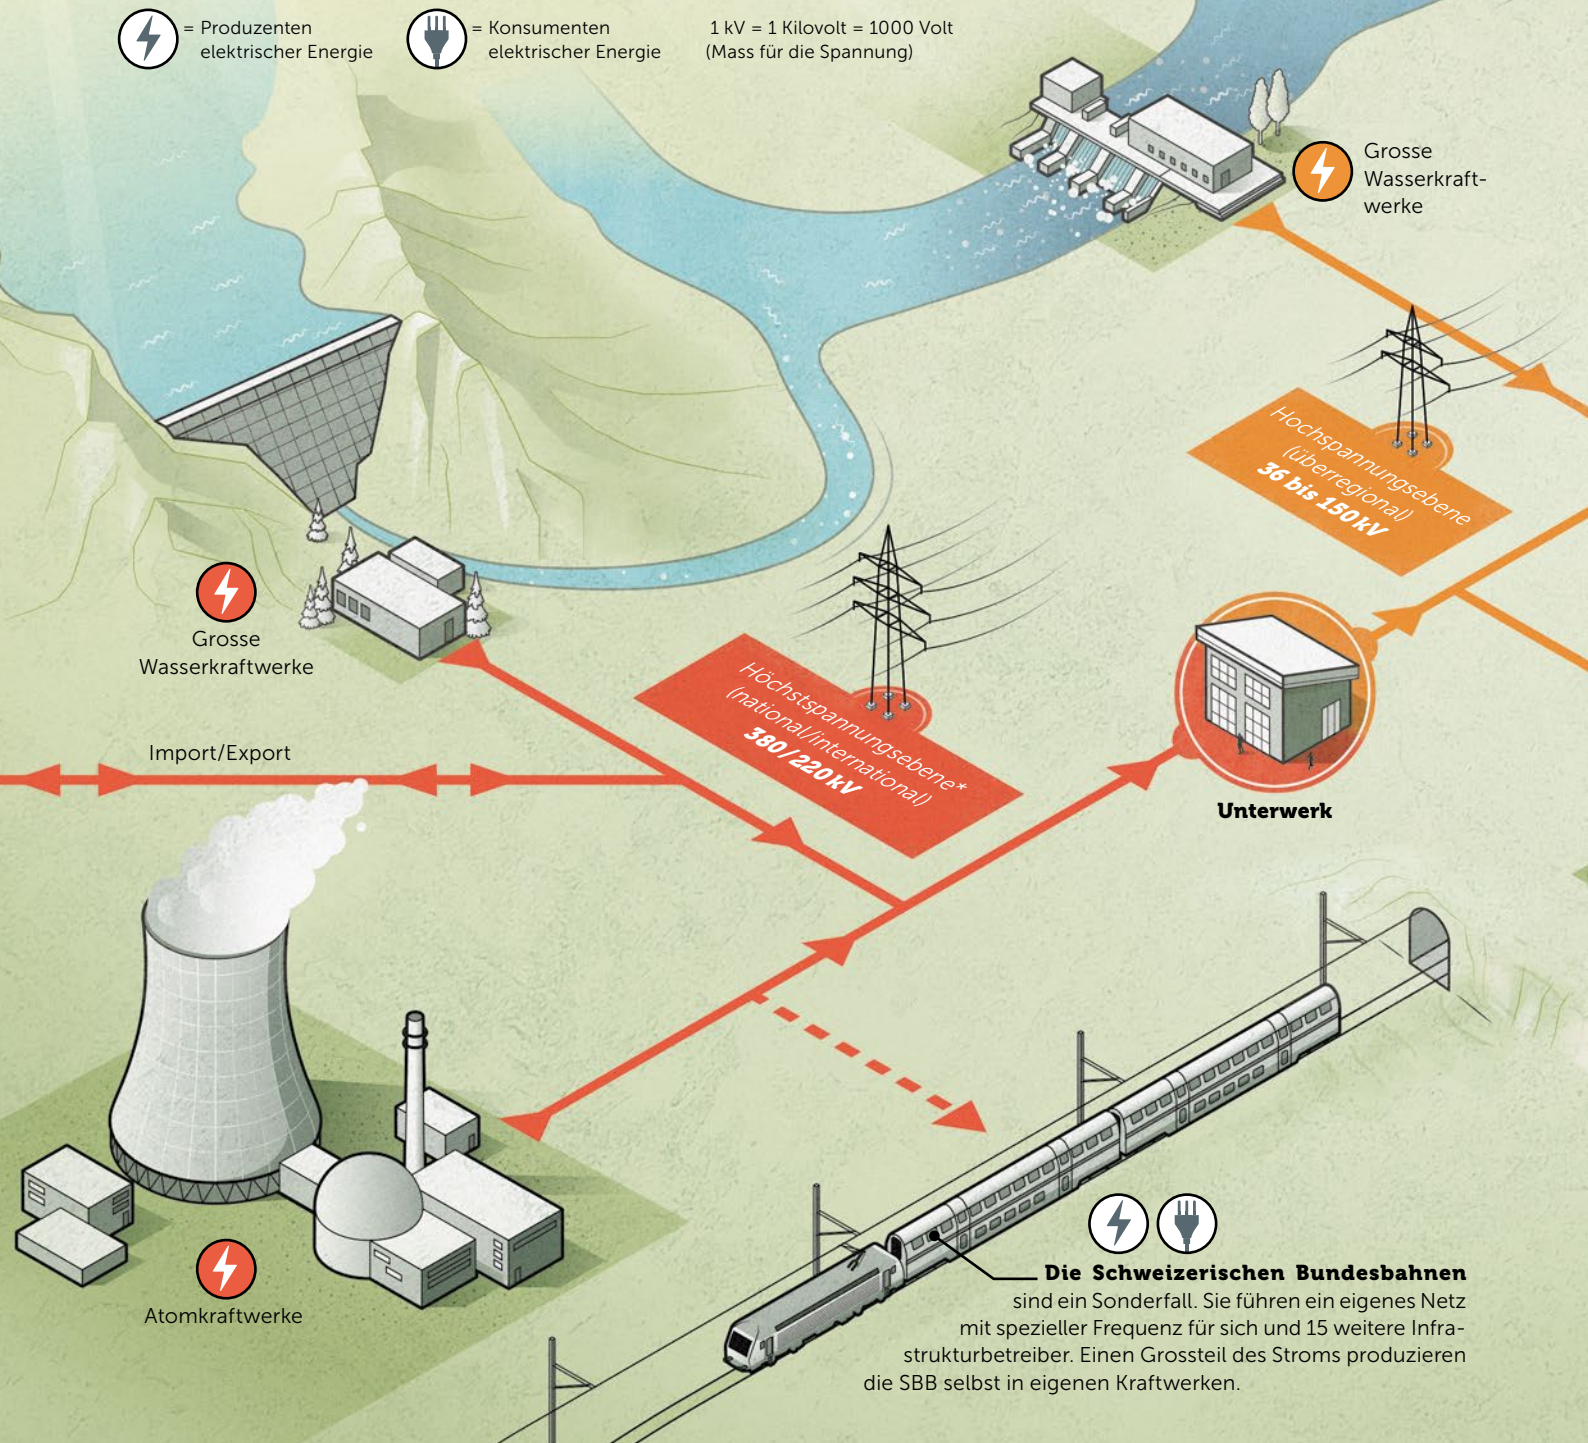 = Produzenten
elektrischer Energie
= Konsumenten
elektrischer Energie
1 kV = 1 Kilovolt = 1000 Volt
(Mass für die Spannung)
Grosse
Wasserkraft-
werke
Hochspannungsebene
(überregional)
36 bis 150 kV
Grosse
Wasserkraftwerke
Höchstspannungsebene*
(national/international)
380/220 kV
Import/Export
Unterwerk
Atomkraftwerke
Die Schweizerischen Bundesbahnen
sind ein Sonderfall. Sie führen ein eigenes Netz
mit spezieller Frequenz für sich und 15 weitere Infra-
strukturbetreiber. Einen Grossteil des Stroms produzieren
die SBB selbst in eigenen Kraftwerken.